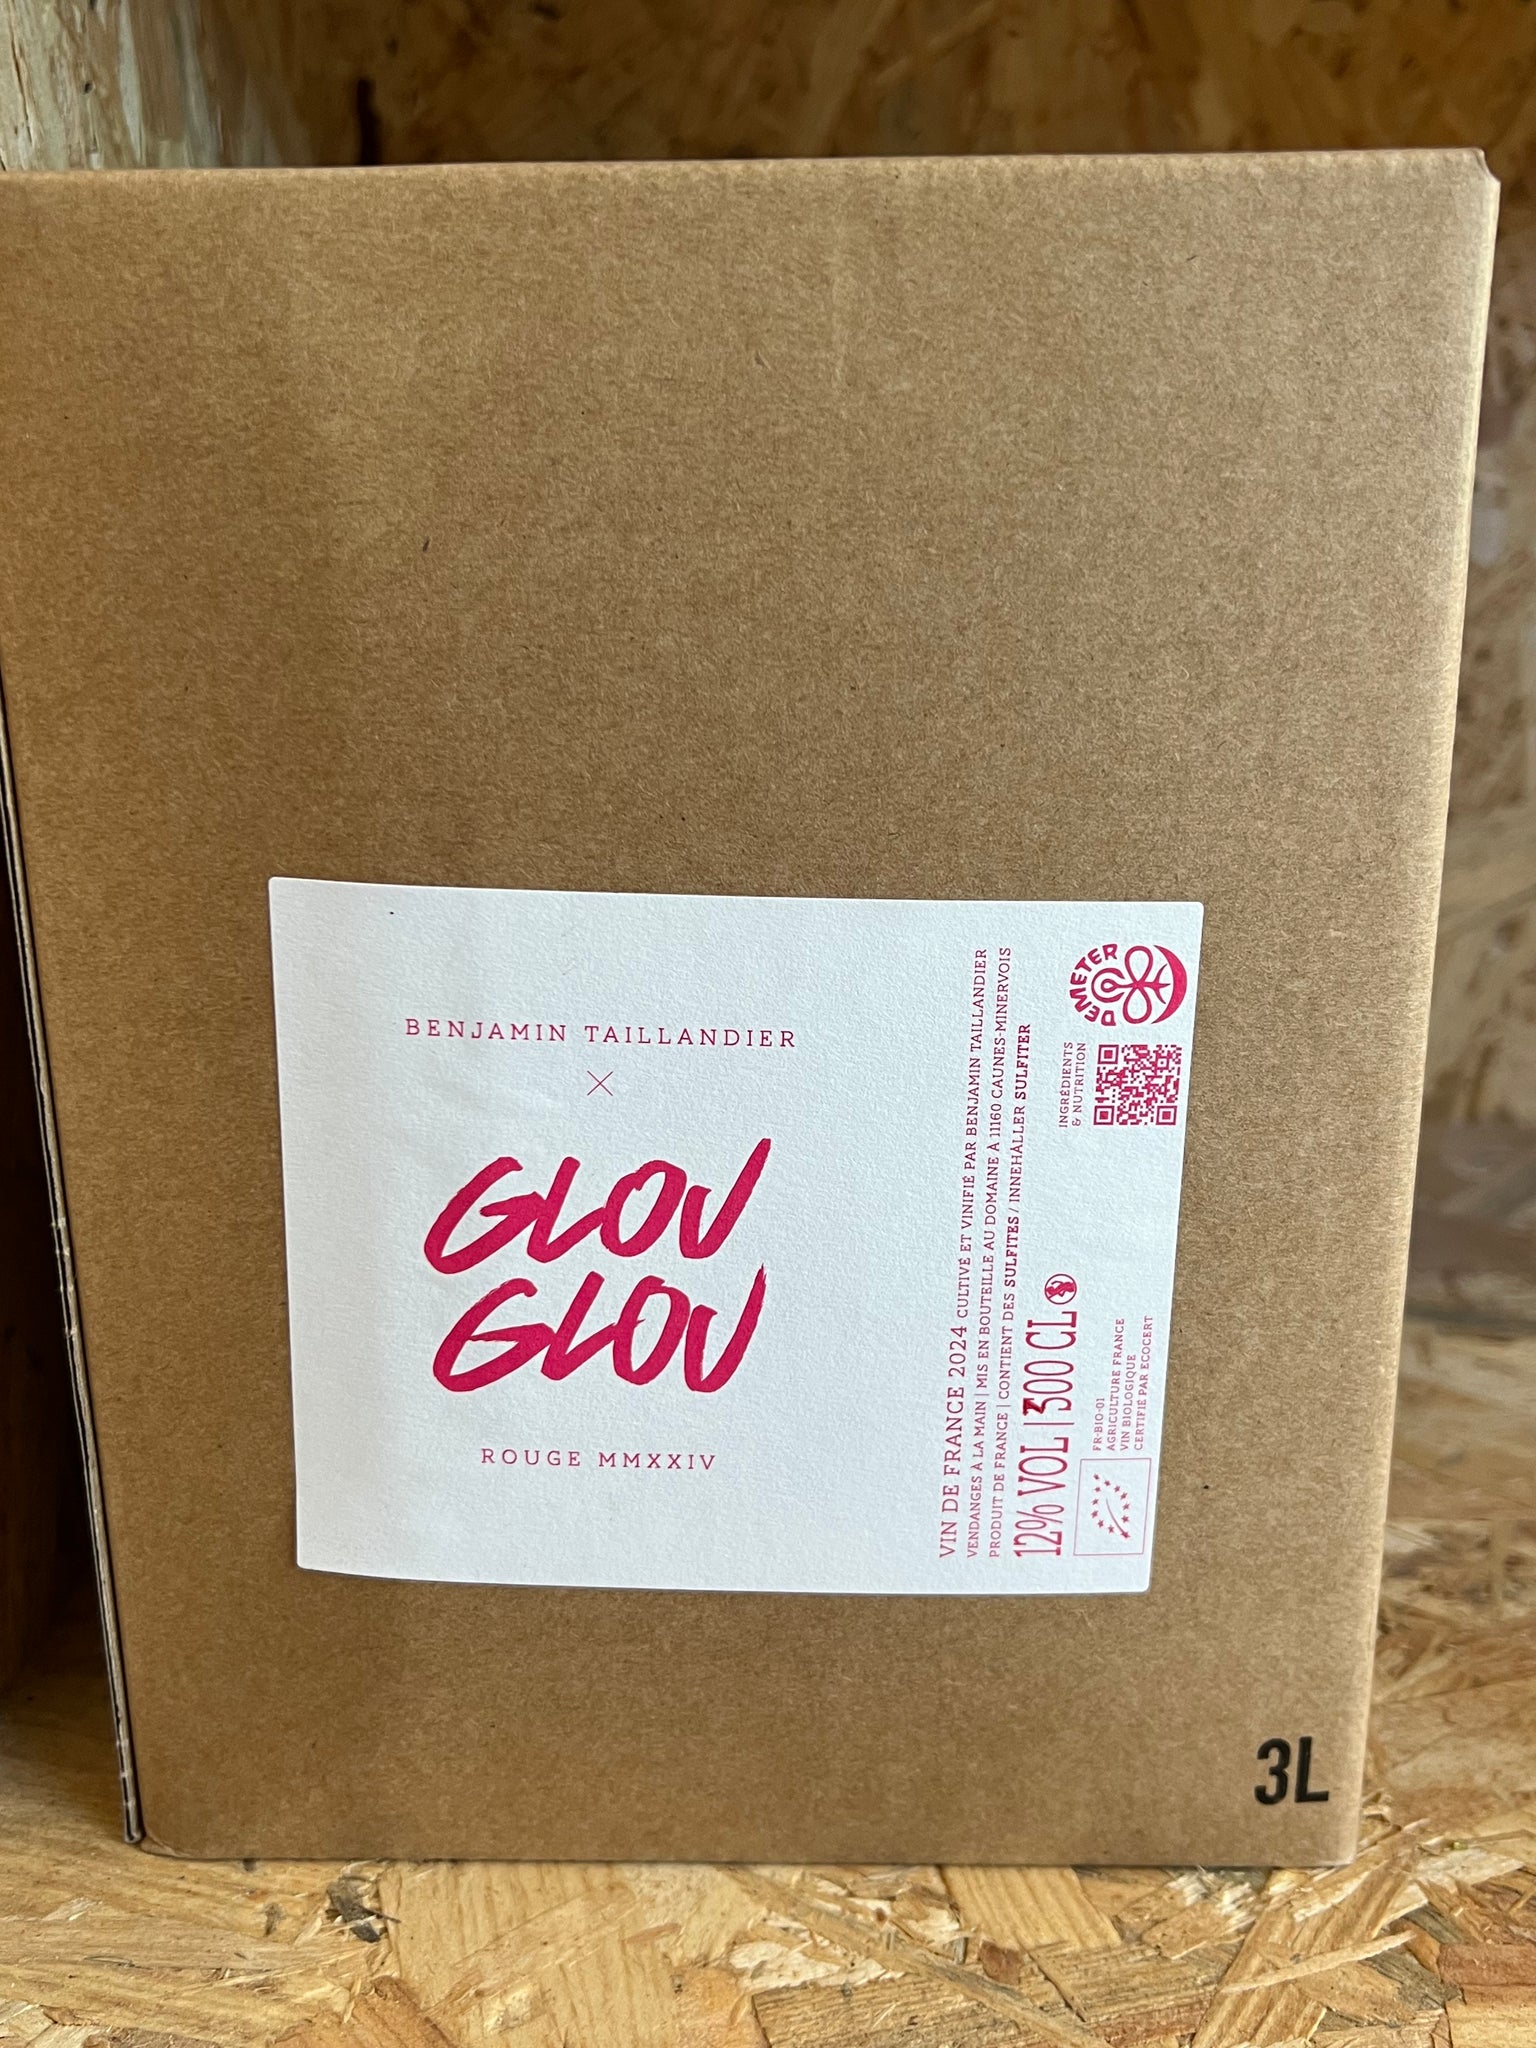 BENJAMIN TAILLANDIER
X
GLOU
GLOU
ROUGE MMXXIV
VIN DE FRANCE 2024 CULTIVÉ ET VINIFIÉ PAR BENJAMIN TAILLANDIER
VENDANGES À LA MAIN | MIS EN BOUTEILLE AU DOMAINE À 11160 CAUNES-MINERVOIS
PRODUIT DE FRANCE | CONTIENT DES SULFITES / INNEHÅLLER SULFITER
12% VOL | 300 CL
FR-BIO-01
AGRICULTURE FRANCE
VIN BIOLOGIQUE
CERTIFIÉ PAR ECOCERT
INGRÉDIENTS
& NUTRITION
DEMETER
3L